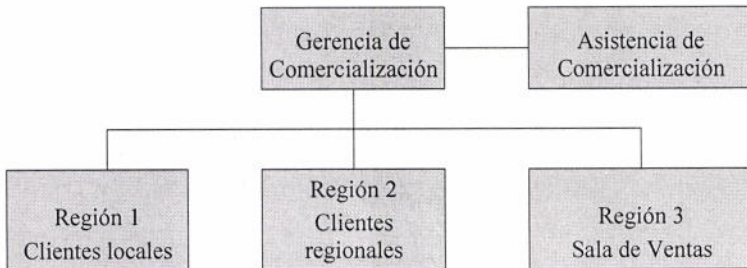 Gerencia de
Comercialización
Asistencia de
Comercialización
Región 1
Clientes locales
Región 2
Clientes
regionales
Región 3
Sala de Ventas